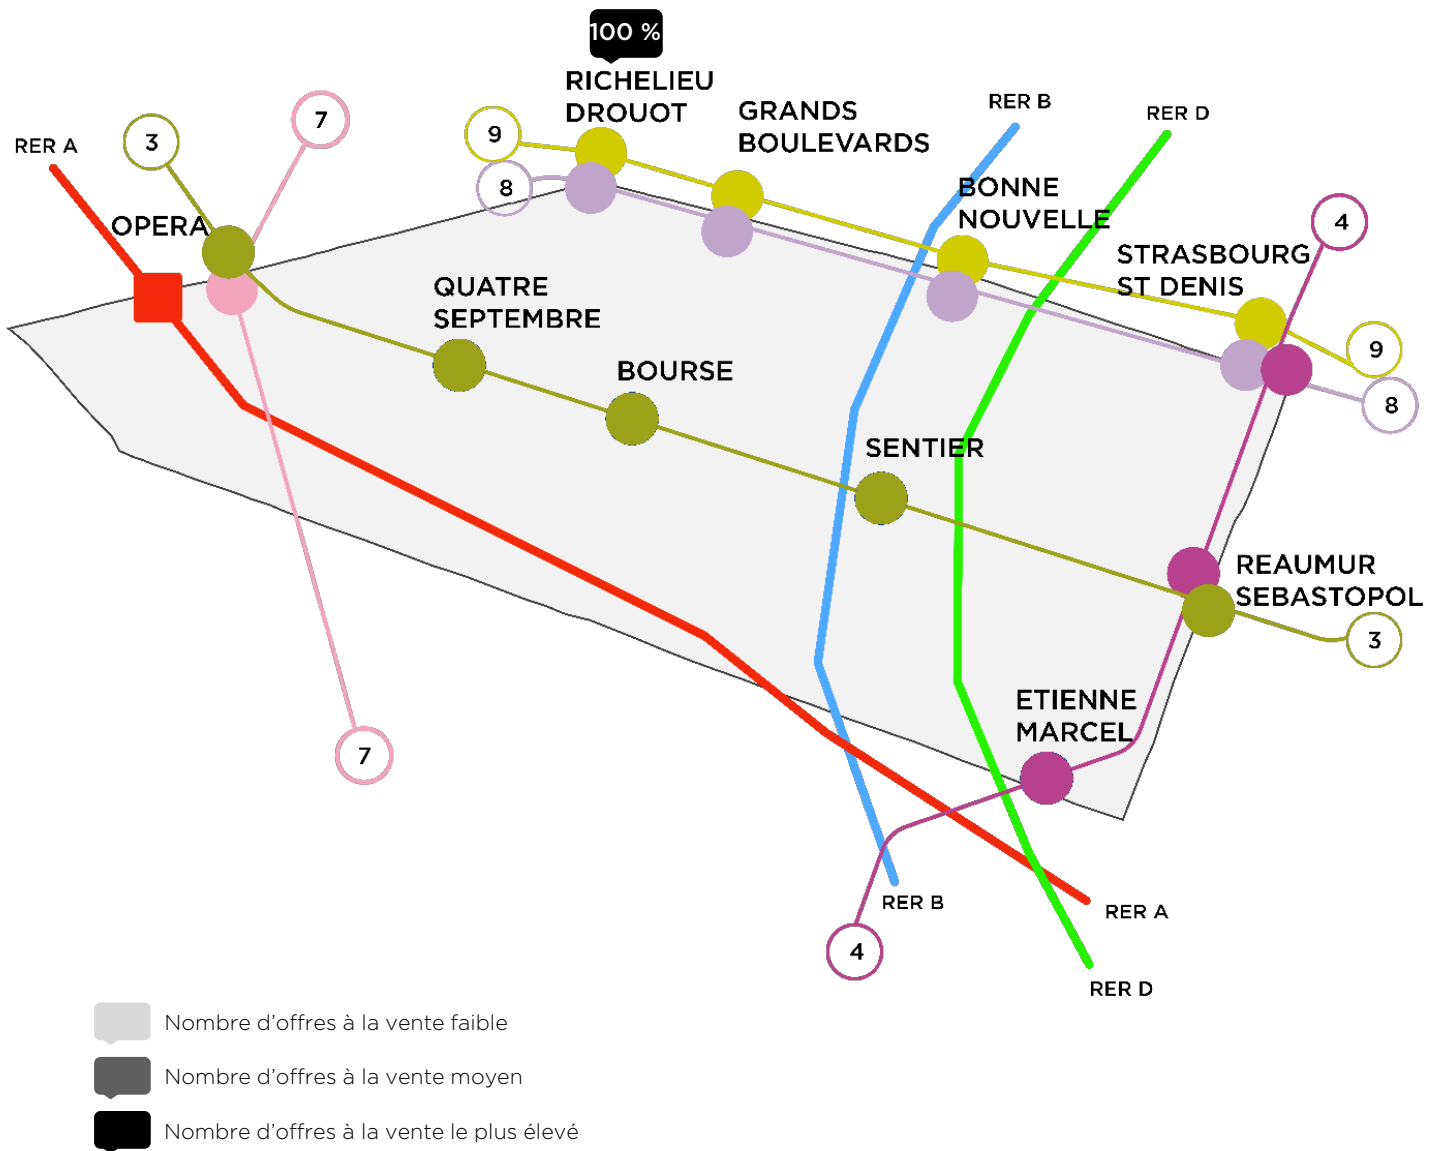 100 %
RICHELIEU
DROUOT
GRANDS
BOULEVARDS
RER B
RER D
RER A
3
7
9
8
OPERA
BONNE
NOUVELLE
4
STRASBOURG
ST DENIS
QUATRE
SEPTEMBRE
BOURSE
9
8
SENTIER
REAUMUR
SEBASTOPOL
3
ETIENNE
MARCEL
7
RER B
RER A
4
RER D
Nombre d'offres à la vente faible
Nombre d'offres à la vente moyen
Nombre d'offres à la vente le plus élevé